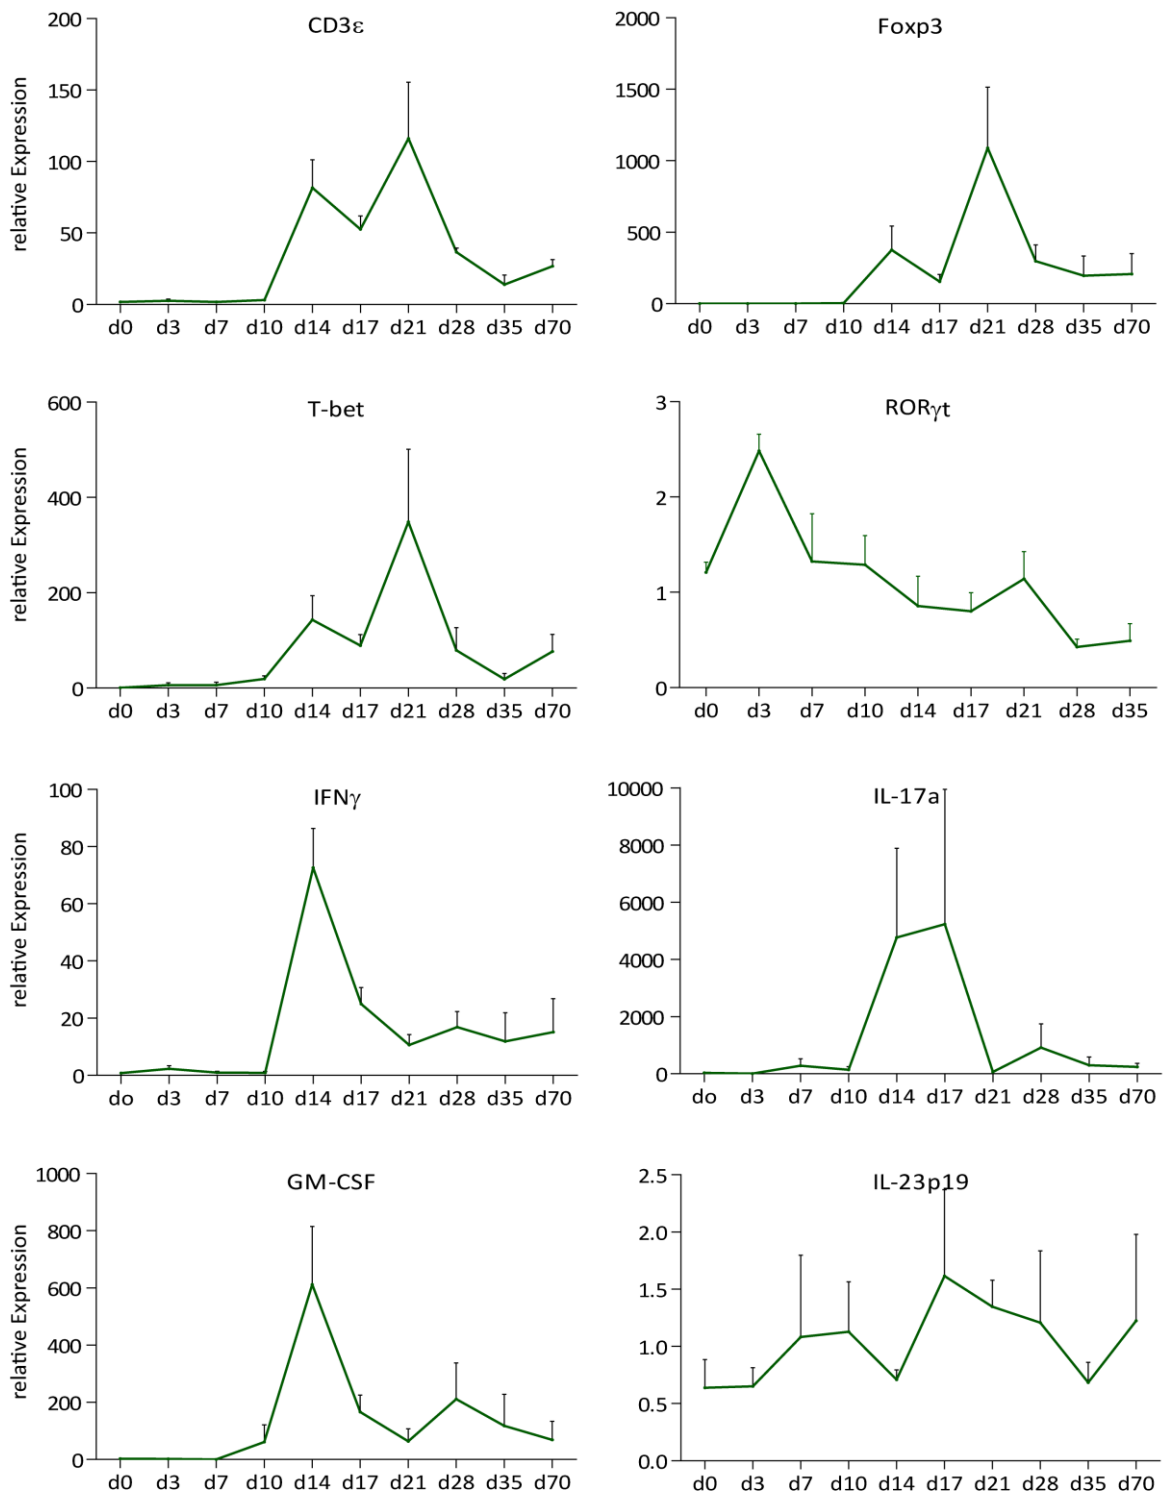 CD3ε
relative Expression
200
150
100
50
0
d0 d3 d7 d10 d14 d17 d21 d28 d35 d70
Foxp3
2000
1500
1000
500
0
d0 d3 d7 d10 d14 d17 d21 d28 d35 d70
T-bet
relative Expression
600
400
200
0
d0 d3 d7 d10 d14 d17 d21 d28 d35 d70
RORγt
3
2
1
0
d0 d3 d7 d10 d14 d17 d21 d28 d35
IFNγ
relative Expression
100
80
60
40
20
0
do d3 d7 d10 d14 d17 d21 d28 d35 d70
IL-17a
10000
8000
6000
4000
2000
0
do d3 d7 d10 d14 d17 d21 d28 d35 d70
GM-CSF
relative Expression
1000
800
600
400
200
0
d0 d3 d7 d10 d14 d17 d21 d28 d35 d70
IL-23p19
2.5
2.0
1.5
1.0
0.5
0.0
d0 d3 d7 d10 d14 d17 d21 d28 d35 d70